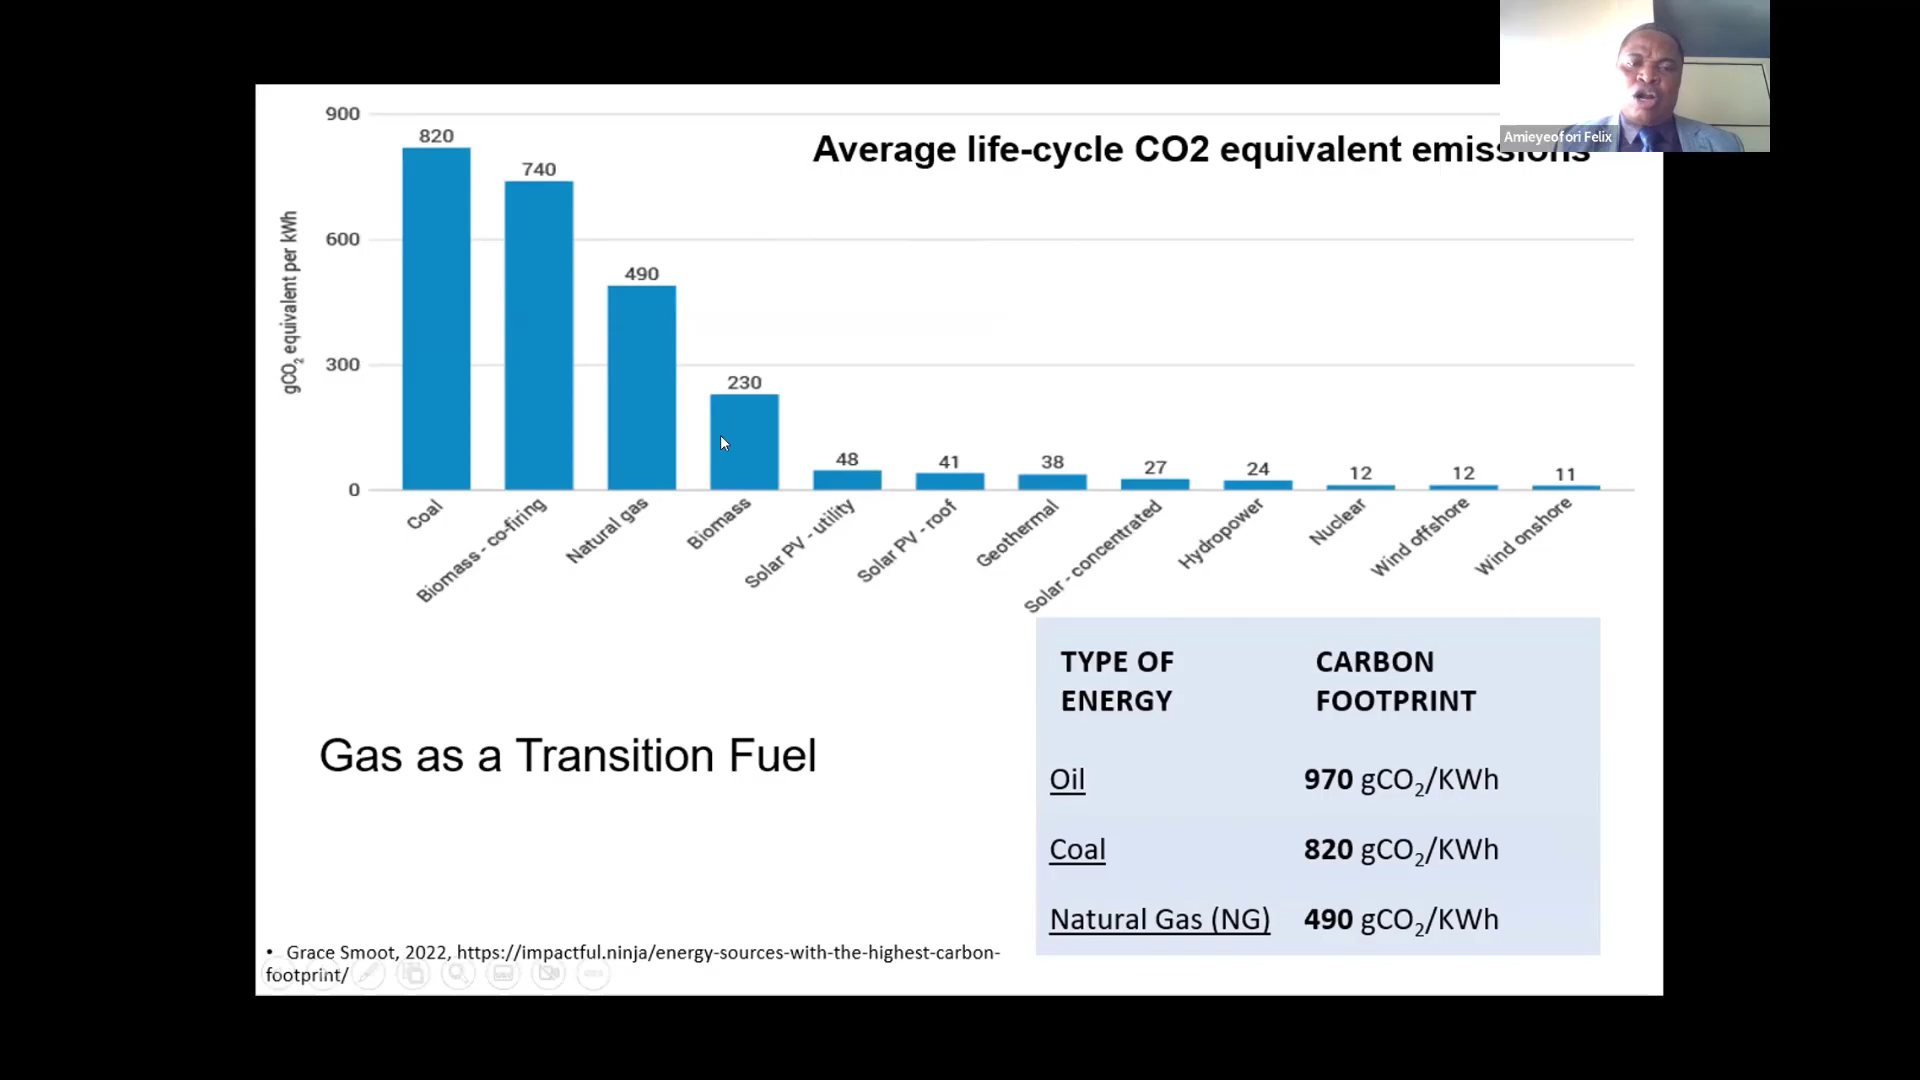 Amieyeofori Felix
Average life-cycle CO2 equivalent emissions
gCO₂ equivalent per kWh
900
600
300
0
820
740
490
230
48
41
38
27
24
12
12
11
Coal
Biomass - co-firing
Natural gas
Biomass
Solar PV - utility
Solar PV - roof
Geothermal
Solar - concentrated
Hydropower
Nuclear
Wind offshore
Wind onshore
Gas as a Transition Fuel
TYPE OF
ENERGY
CARBON
FOOTPRINT
Oil 970 gCO₂/KWh
Coal 820 gCO₂/KWh
Natural Gas (NG) 490 gCO₂/KWh
• Grace Smoot, 2022, https://impactful.ninja/energy-sources-with-the-highest-carbon-
footprint/